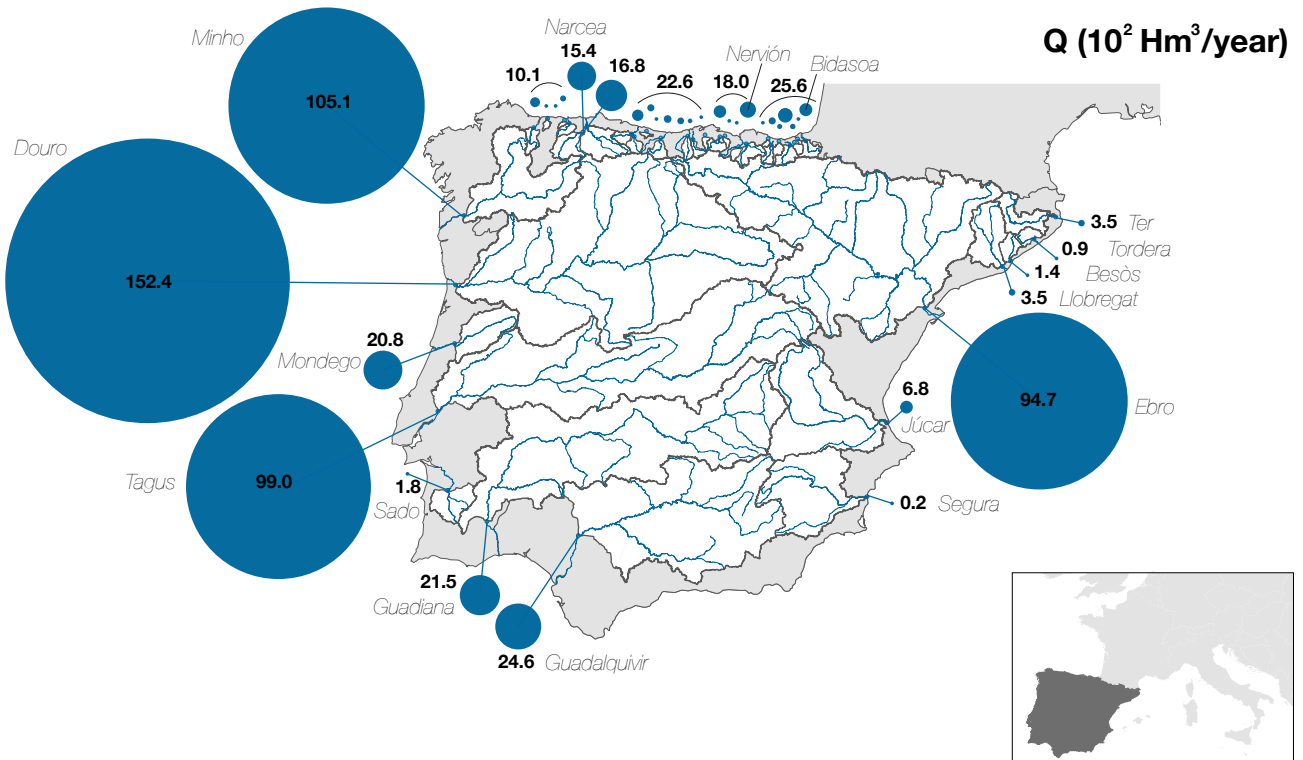 Q (10² Hm³/year)
Minho
105.1
Narcea
15.4
16.8
10.1
22.6
Nervión
18.0
Bidasoa
25.6
Douro
152.4
3.5 Ter
0.9 Tordera
1.4 Besòs
3.5 Llobregat
20.8
Mondego
94.7
Ebro
6.8
Júcar
Tagus
99.0
1.8
Sado
0.2 Segura
21.5
Guadiana
24.6 Guadalquivir